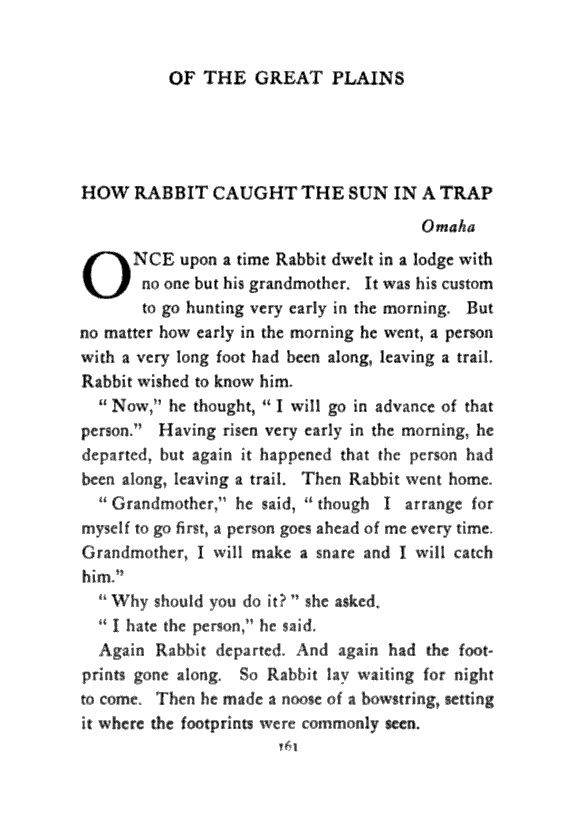 OF THE GREAT PLAINS
HOW RABBIT CAUGHT THE SUN IN A TRAP
Omaha
ONCE upon a time Rabbit dwelt in a lodge with
no one but his grandmother. It was his custom
to go hunting very early in the morning. But
no matter how early in the morning he went, a person
with a very long foot had been along, leaving a trail.
Rabbit wished to know him.
“ Now,” he thought, “ I will go in advance of that
person.” Having risen very early in the morning, he
departed, but again it happened that the person had
been along, leaving a trail. Then Rabbit went home.
“ Grandmother,” he said, “ though I arrange for
myself to go first, a person goes ahead of me every time.
Grandmother, I will make a snare and I will catch
him.”
“ Why should you do it? ” she asked.
“ I hate the person,” he said.
Again Rabbit departed. And again had the foot-
prints gone along. So Rabbit lay waiting for night
to come. Then he made a noose of a bowstring, setting
it where the footprints were commonly seen.
161